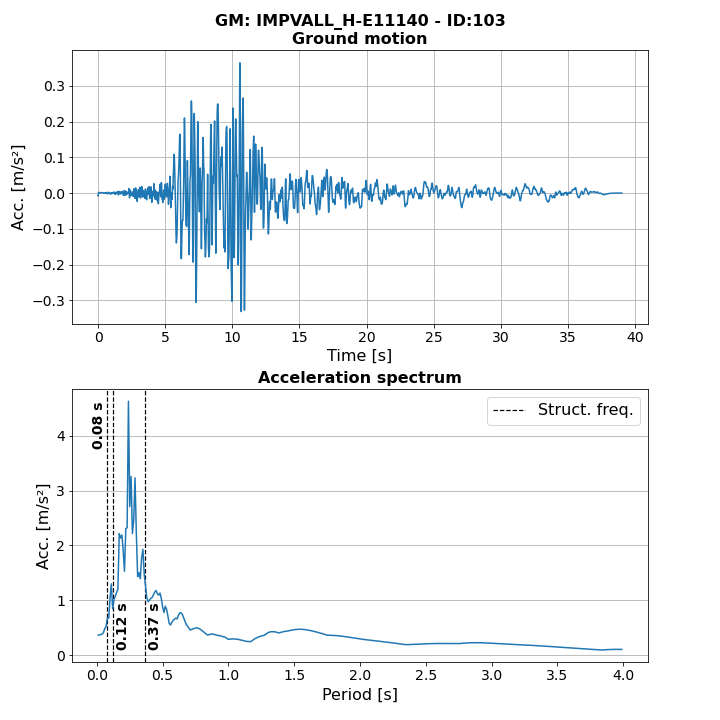 GM: IMPVALL_H-E11140 - ID:103
Ground motion
Acc. [m/s²]
0.3
0.2
0.1
0.0
−0.1
−0.2
−0.3
0 5 10 15 20 25 30 35 40
Time [s]
Acceleration spectrum
Acc. [m/s²]
4
3
2
1
0
0.08 s
0.12 s
0.37 s
Struct. freq.
0.0 0.5 1.0 1.5 2.0 2.5 3.0 3.5 4.0
Period [s]